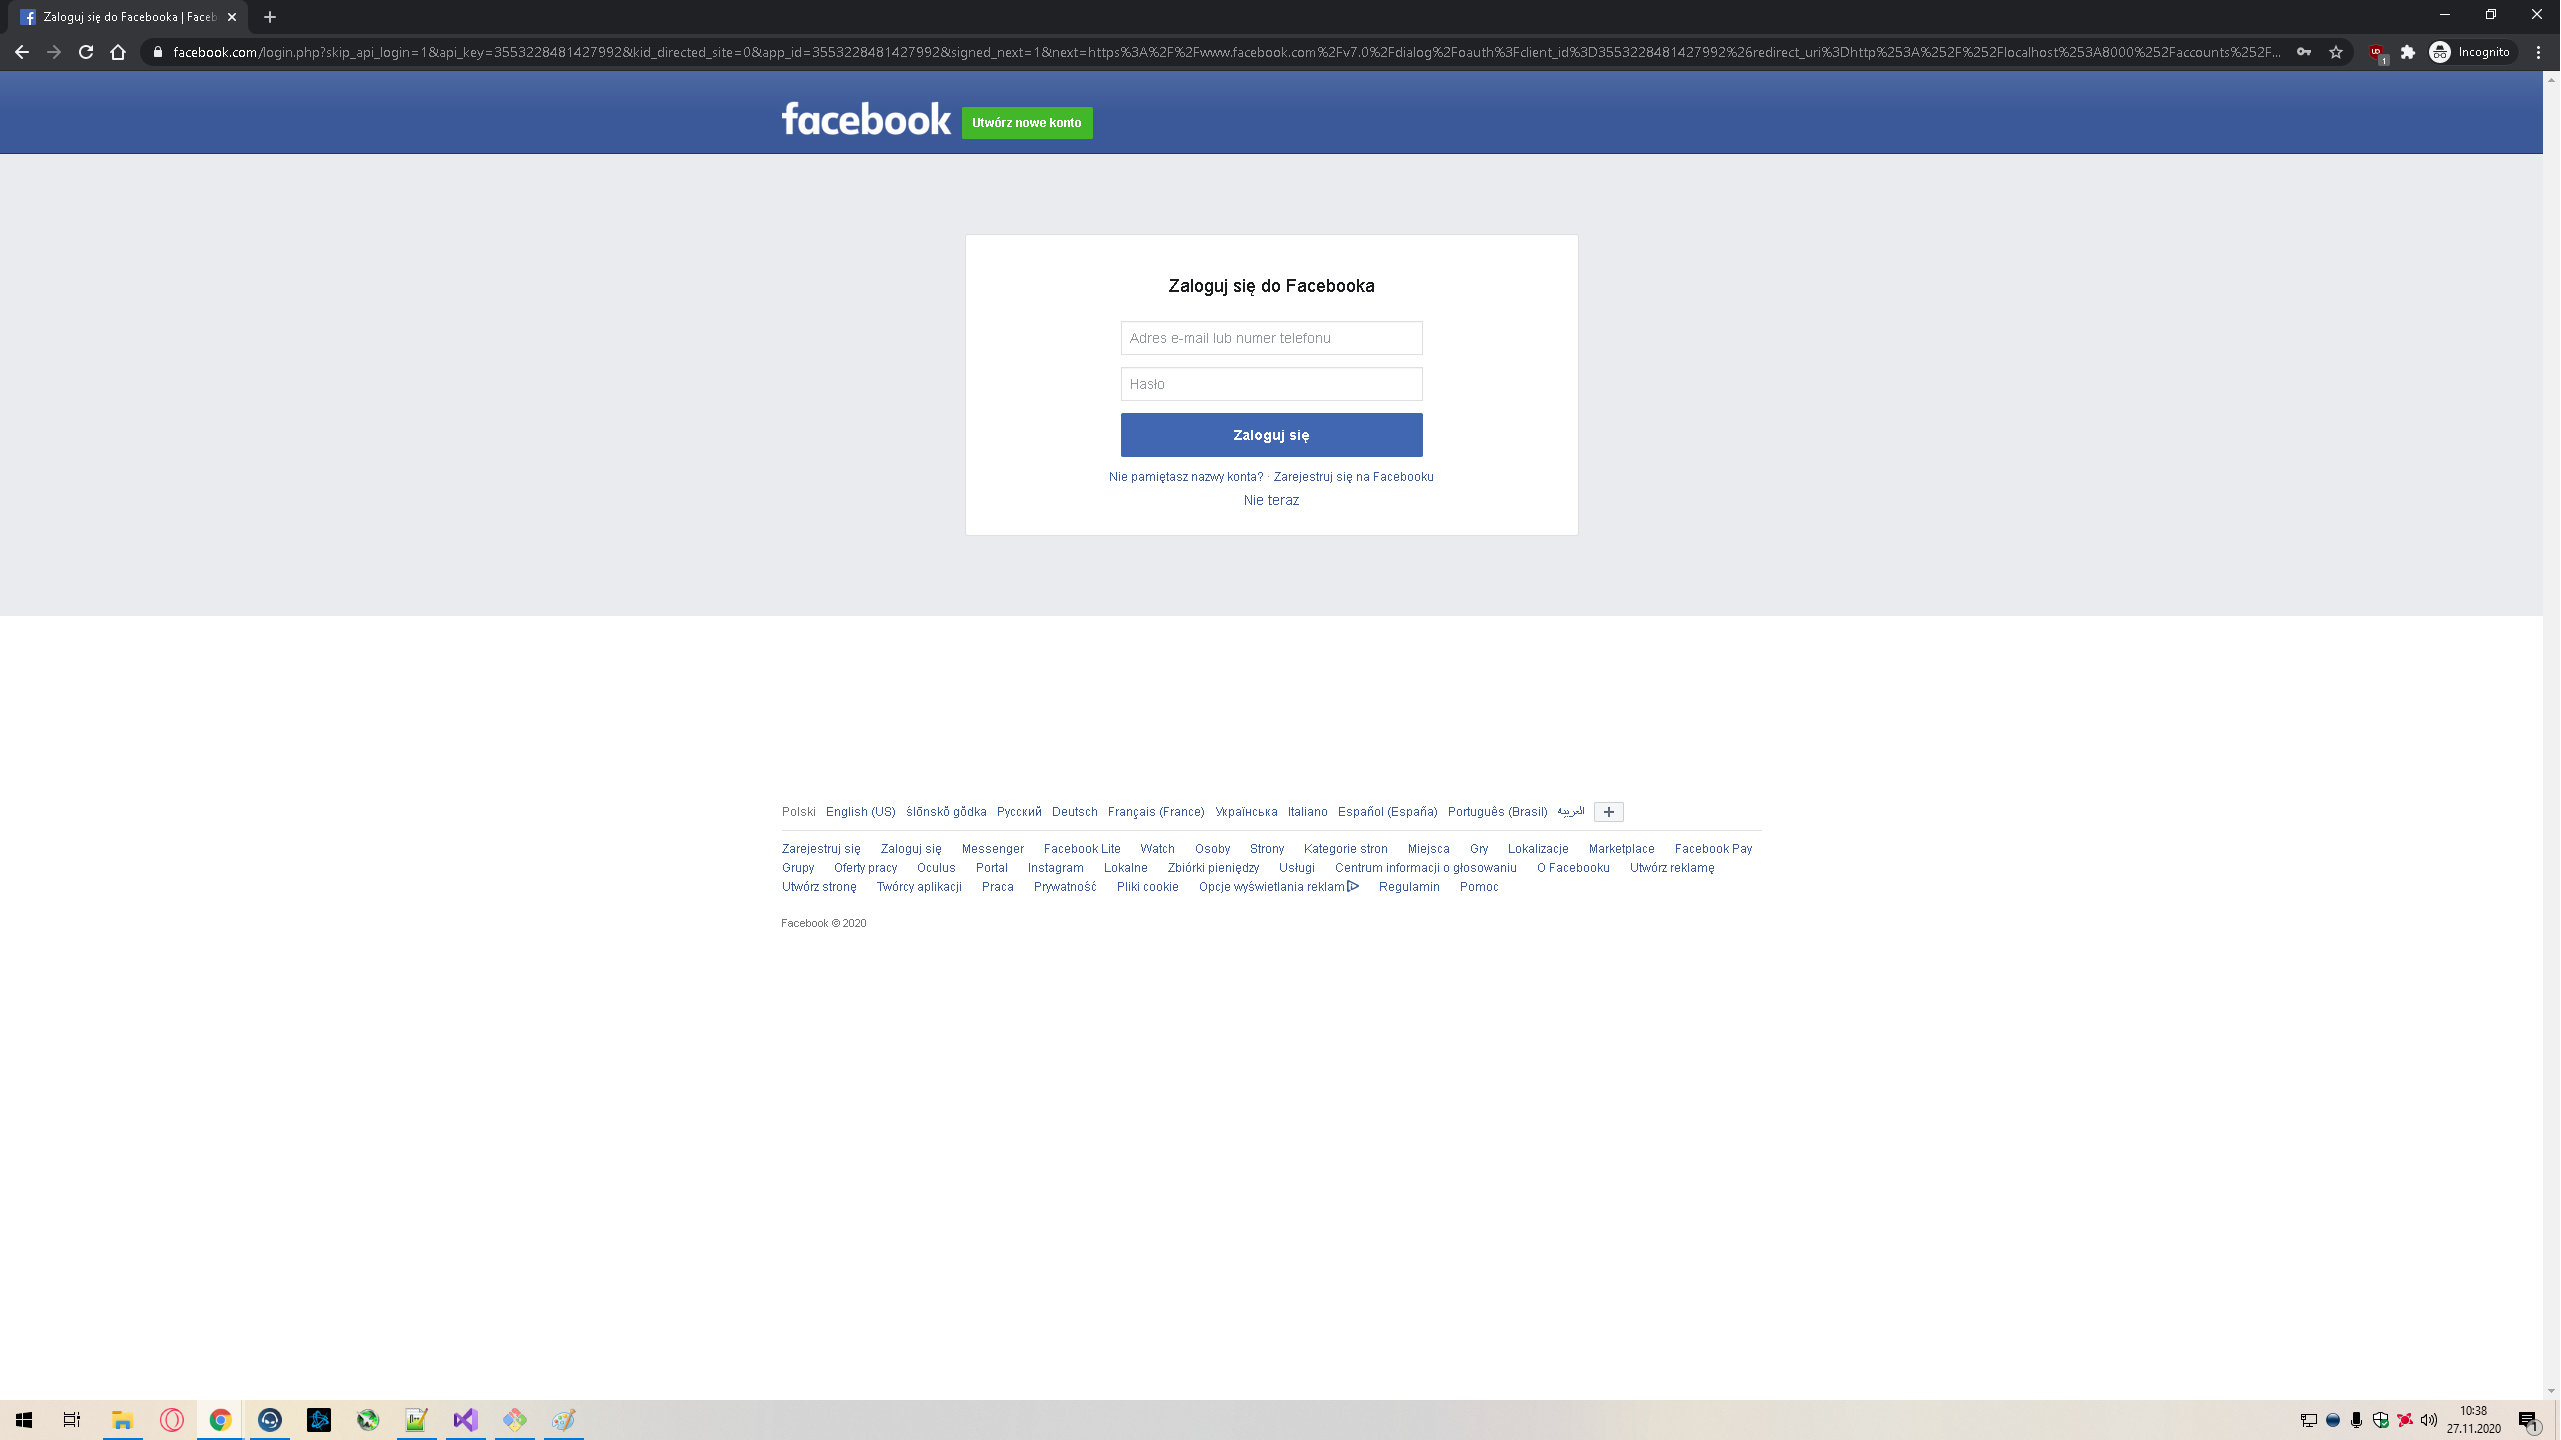 Zaloguj się do Facebooka | Faceb
facebook.com/login.php?skip_api_login=1&api_key=3553228481427992&kid_directed_site=0&app_id=3553228481427992&signed_next=1&next=https%3A%2F%2Fwww.facebook.com%2Fv7.0%2Fdialog%2Foauth%3Fclient_id%3D3553228481427992%26redirect_uri%3Dhttp%253A%252F%252Flocalhost%253A8000%252Faccounts%252F...
1
Incognito
facebook
Utwórz nowe konto
Zaloguj się do Facebooka
Adres e-mail lub numer telefonu
Hasło
Zaloguj się
Nie pamiętasz nazwy konta? · Zarejestruj się na Facebooku
Nie teraz
Polski English (US) ślōnskŏ gŏdka Русский Deutsch Français (France) Українська Italiano Español (España) Português (Brasil) العربية
Zarejestruj się Zaloguj się Messenger Facebook Lite Watch Osoby Strony Kategorie stron Miejsca Gry Lokalizacje Marketplace Facebook Pay
Grupy Oferty pracy Oculus Portal Instagram Lokalne Zbiórki pieniędzy Usługi Centrum informacji o głosowaniu O Facebooku Utwórz reklamę
Utwórz stronę Twórcy aplikacji Praca Prywatność Pliki cookie Opcje wyświetlania reklam Regulamin Pomoc
Facebook © 2020
10:38
27.11.2020
1